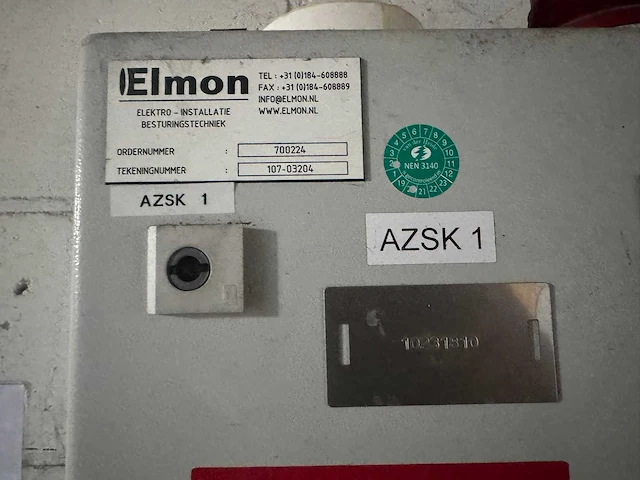 Elmon
TEL : +31 (0)184-608888
FAX : +31 (0)184-608889
INFO@ELMON.NL
WWW.ELMON.NL
ELEKTRO - INSTALLATIE
BESTURINGSTECHNIEK
ORDERNUMMER : 700224
TEKENINGNUMMER : 107-03204
AZSK 1
NEN 3140
AZSK 1
10231810